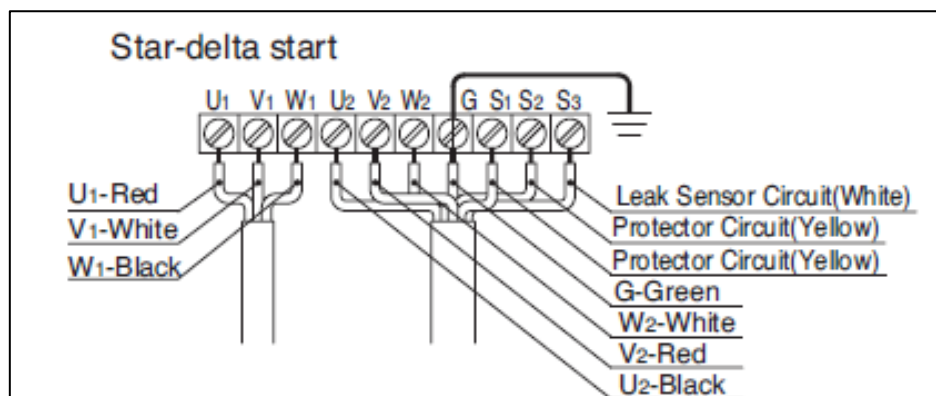 Star-delta start
U1 V1 W1 U2 V2 W2 G S1 S2 S3
U1-Red
V1-White
W1-Black
Leak Sensor Circuit(White)
Protector Circuit(Yellow)
Protector Circuit(Yellow)
G-Green
W2-White
V2-Red
U2-Black